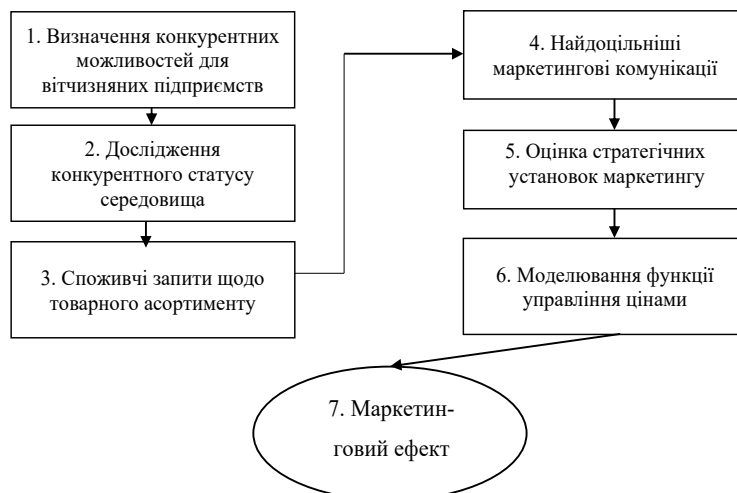 1. Визначення конкурентних
можливостей для
вітчизняних підприємств
2. Дослідження
конкурентного статусу
середовища
3. Споживчі запити щодо
товарного асортименту
4. Найдоцільніші
маркетингові комунікації
5. Оцінка стратегічних
установок маркетингу
6. Моделювання функції
управління цінами
7. Маркетин-
говий ефект